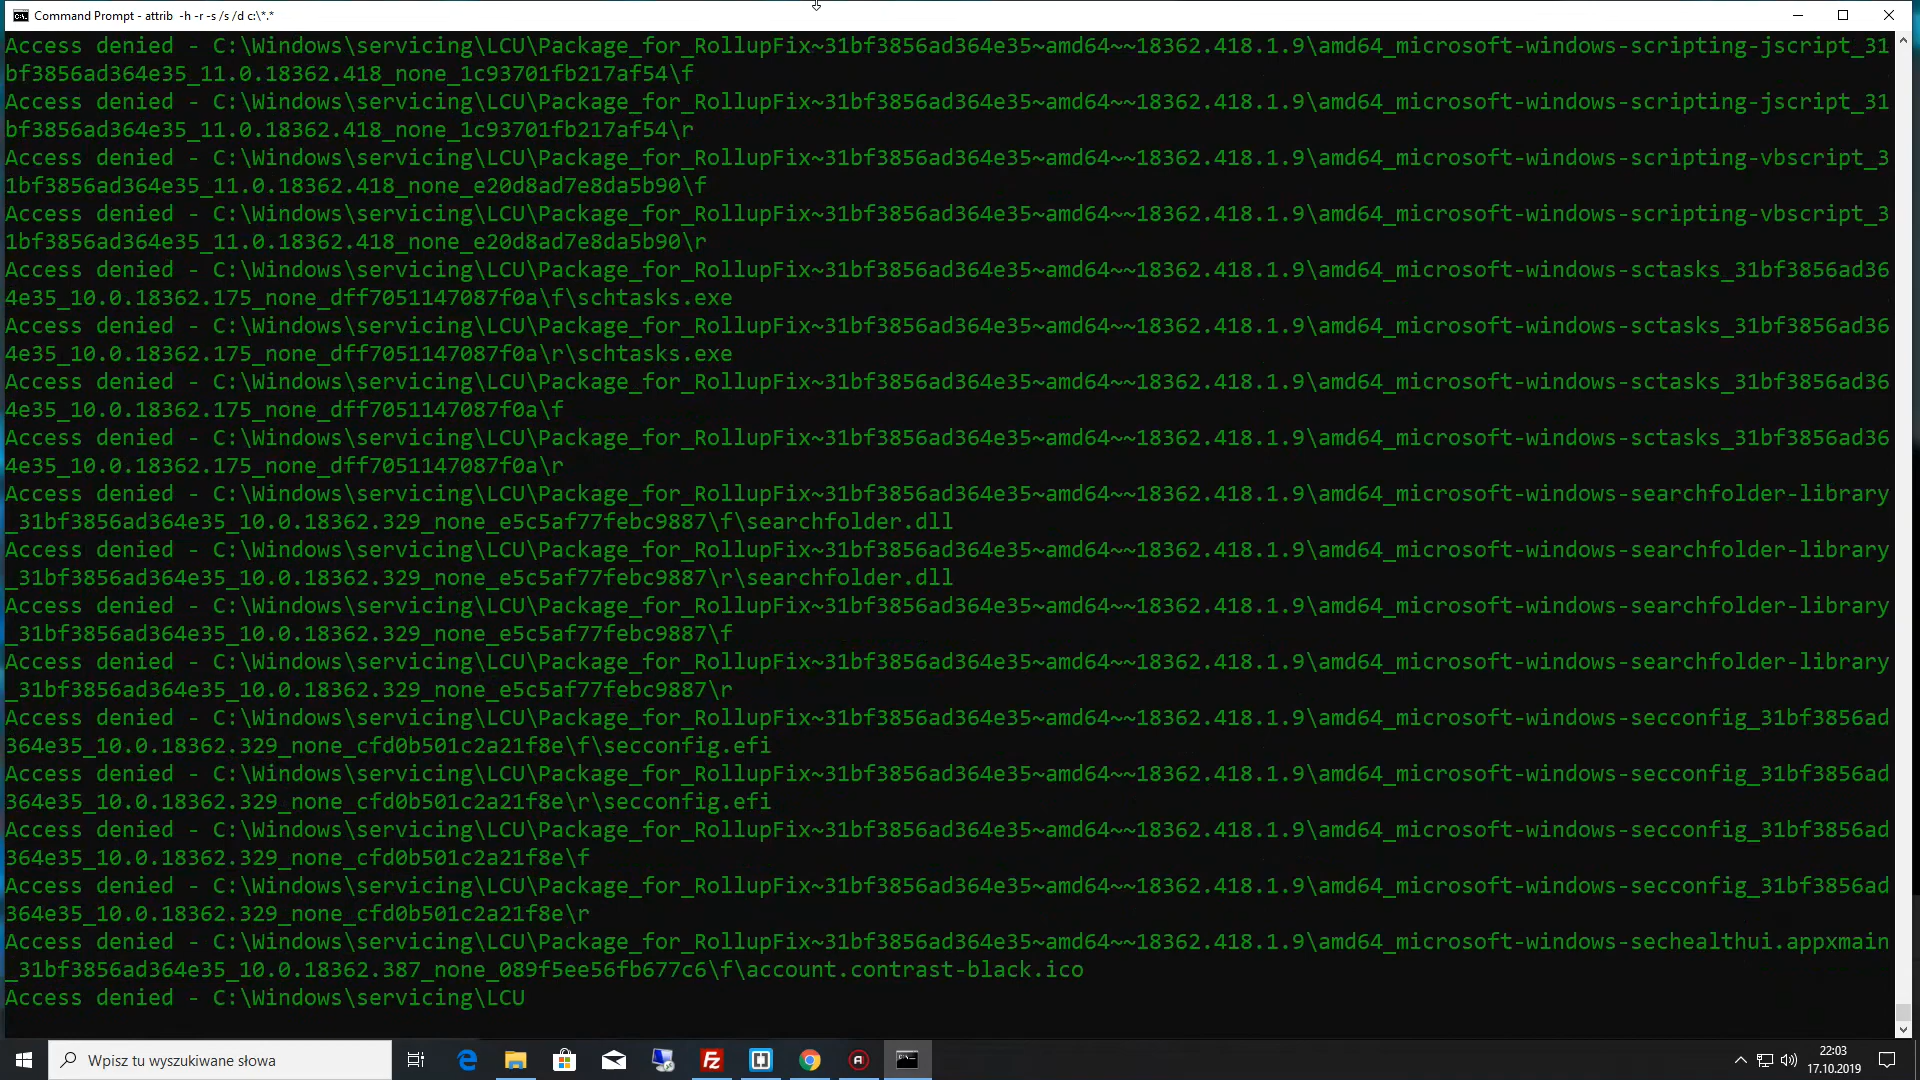 Command Prompt - attrib  -h -r -s /s /d c:\*.*
Access denied - C:\Windows\servicing\LCU\Package_for_RollupFix~31bf3856ad364e35~amd64~~18362.418.1.9\amd64_microsoft-windows-scripting-jscript_31
bf3856ad364e35_11.0.18362.418_none_1c93701fb217af54\f
Access denied - C:\Windows\servicing\LCU\Package_for_RollupFix~31bf3856ad364e35~amd64~~18362.418.1.9\amd64_microsoft-windows-scripting-jscript_31
bf3856ad364e35_11.0.18362.418_none_1c93701fb217af54\r
Access denied - C:\Windows\servicing\LCU\Package_for_RollupFix~31bf3856ad364e35~amd64~~18362.418.1.9\amd64_microsoft-windows-scripting-vbscript_3
1bf3856ad364e35_11.0.18362.418_none_e20d8ad7e8da5b90\f
Access denied - C:\Windows\servicing\LCU\Package_for_RollupFix~31bf3856ad364e35~amd64~~18362.418.1.9\amd64_microsoft-windows-scripting-vbscript_3
1bf3856ad364e35_11.0.18362.418_none_e20d8ad7e8da5b90\r
Access denied - C:\Windows\servicing\LCU\Package_for_RollupFix~31bf3856ad364e35~amd64~~18362.418.1.9\amd64_microsoft-windows-sctasks_31bf3856ad36
4e35_10.0.18362.175_none_dff7051147087f0a\f\schtasks.exe
Access denied - C:\Windows\servicing\LCU\Package_for_RollupFix~31bf3856ad364e35~amd64~~18362.418.1.9\amd64_microsoft-windows-sctasks_31bf3856ad36
4e35_10.0.18362.175_none_dff7051147087f0a\r\schtasks.exe
Access denied - C:\Windows\servicing\LCU\Package_for_RollupFix~31bf3856ad364e35~amd64~~18362.418.1.9\amd64_microsoft-windows-sctasks_31bf3856ad36
4e35_10.0.18362.175_none_dff7051147087f0a\f
Access denied - C:\Windows\servicing\LCU\Package_for_RollupFix~31bf3856ad364e35~amd64~~18362.418.1.9\amd64_microsoft-windows-sctasks_31bf3856ad36
4e35_10.0.18362.175_none_dff7051147087f0a\r
Access denied - C:\Windows\servicing\LCU\Package_for_RollupFix~31bf3856ad364e35~amd64~~18362.418.1.9\amd64_microsoft-windows-searchfolder-library
_31bf3856ad364e35_10.0.18362.329_none_e5c5af77febc9887\f\searchfolder.dll
Access denied - C:\Windows\servicing\LCU\Package_for_RollupFix~31bf3856ad364e35~amd64~~18362.418.1.9\amd64_microsoft-windows-searchfolder-library
_31bf3856ad364e35_10.0.18362.329_none_e5c5af77febc9887\r\searchfolder.dll
Access denied - C:\Windows\servicing\LCU\Package_for_RollupFix~31bf3856ad364e35~amd64~~18362.418.1.9\amd64_microsoft-windows-searchfolder-library
_31bf3856ad364e35_10.0.18362.329_none_e5c5af77febc9887\f
Access denied - C:\Windows\servicing\LCU\Package_for_RollupFix~31bf3856ad364e35~amd64~~18362.418.1.9\amd64_microsoft-windows-searchfolder-library
_31bf3856ad364e35_10.0.18362.329_none_e5c5af77febc9887\r
Access denied - C:\Windows\servicing\LCU\Package_for_RollupFix~31bf3856ad364e35~amd64~~18362.418.1.9\amd64_microsoft-windows-secconfig_31bf3856ad
364e35_10.0.18362.329_none_cfd0b501c2a21f8e\f\secconfig.efi
Access denied - C:\Windows\servicing\LCU\Package_for_RollupFix~31bf3856ad364e35~amd64~~18362.418.1.9\amd64_microsoft-windows-secconfig_31bf3856ad
364e35_10.0.18362.329_none_cfd0b501c2a21f8e\r\secconfig.efi
Access denied - C:\Windows\servicing\LCU\Package_for_RollupFix~31bf3856ad364e35~amd64~~18362.418.1.9\amd64_microsoft-windows-secconfig_31bf3856ad
364e35_10.0.18362.329_none_cfd0b501c2a21f8e\f
Access denied - C:\Windows\servicing\LCU\Package_for_RollupFix~31bf3856ad364e35~amd64~~18362.418.1.9\amd64_microsoft-windows-secconfig_31bf3856ad
364e35_10.0.18362.329_none_cfd0b501c2a21f8e\r
Access denied - C:\Windows\servicing\LCU\Package_for_RollupFix~31bf3856ad364e35~amd64~~18362.418.1.9\amd64_microsoft-windows-sechealthui.appxmain
_31bf3856ad364e35_10.0.18362.387_none_089f5ee56fb677c6\f\account.contrast-black.ico
Access denied - C:\Windows\servicing\LCU
Wpisz tu wyszukiwane słowa
22:03
17.10.2019